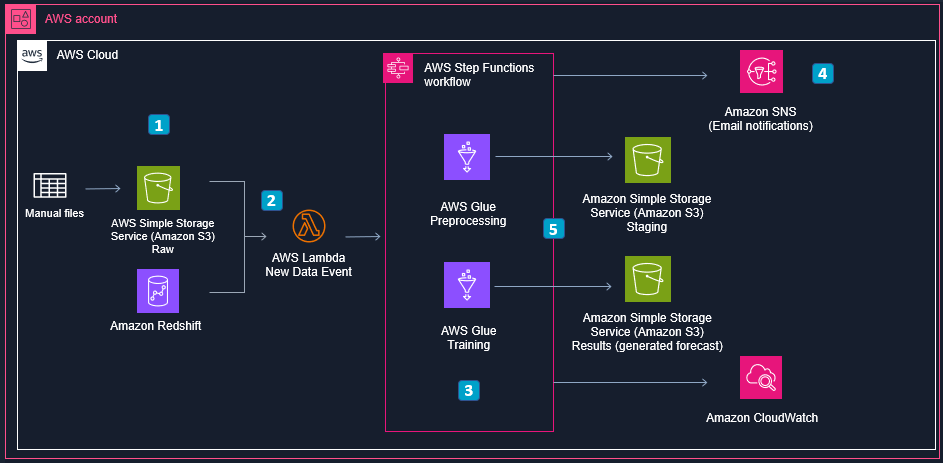 AWS account
aws
AWS Cloud
AWS Step Functions
workflow
4
Amazon SNS
(Email notifications)
1
Manual files
AWS Simple Storage
Service (Amazon S3)
Raw
2
AWS Lambda
New Data Event
Amazon Redshift
AWS Glue
Preprocessing
Amazon Simple Storage
Service (Amazon S3)
Staging
5
AWS Glue
Training
Amazon Simple Storage
Service (Amazon S3)
Results (generated forecast)
3
Amazon CloudWatch